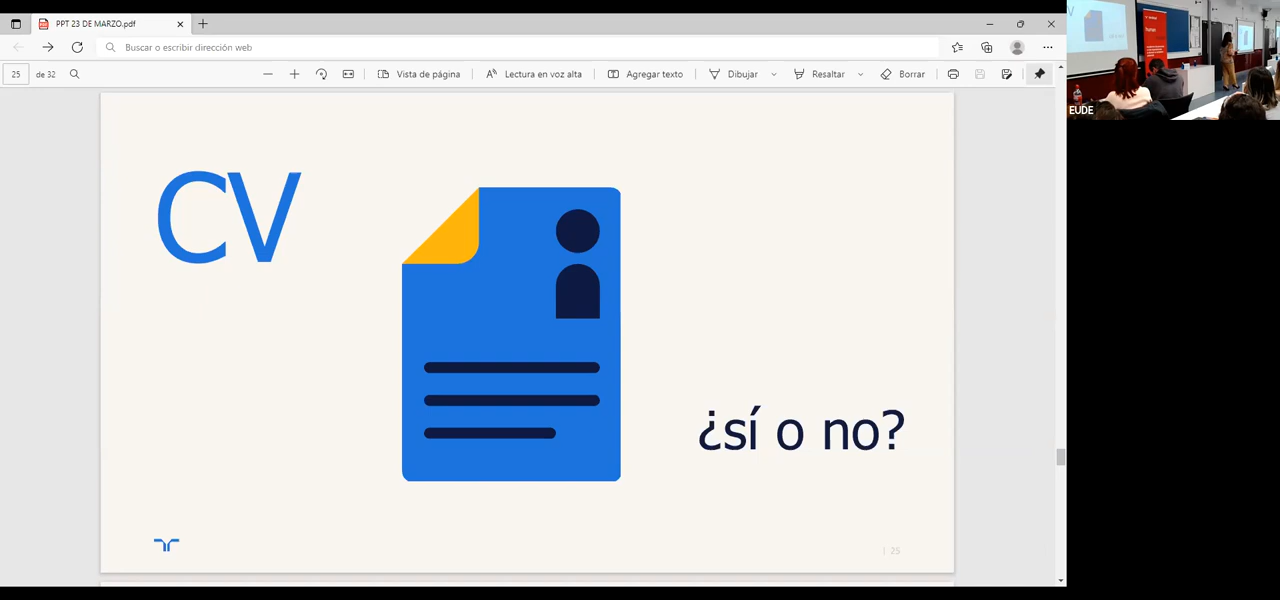 PPT 23 DE MARZO.pdf
Buscar o escribir dirección web
25 de 32
Vista de página
Lectura en voz alta
Agregar texto
Dibujar
Resaltar
Borrar
EUDE
CV
¿sí o no?
| 25